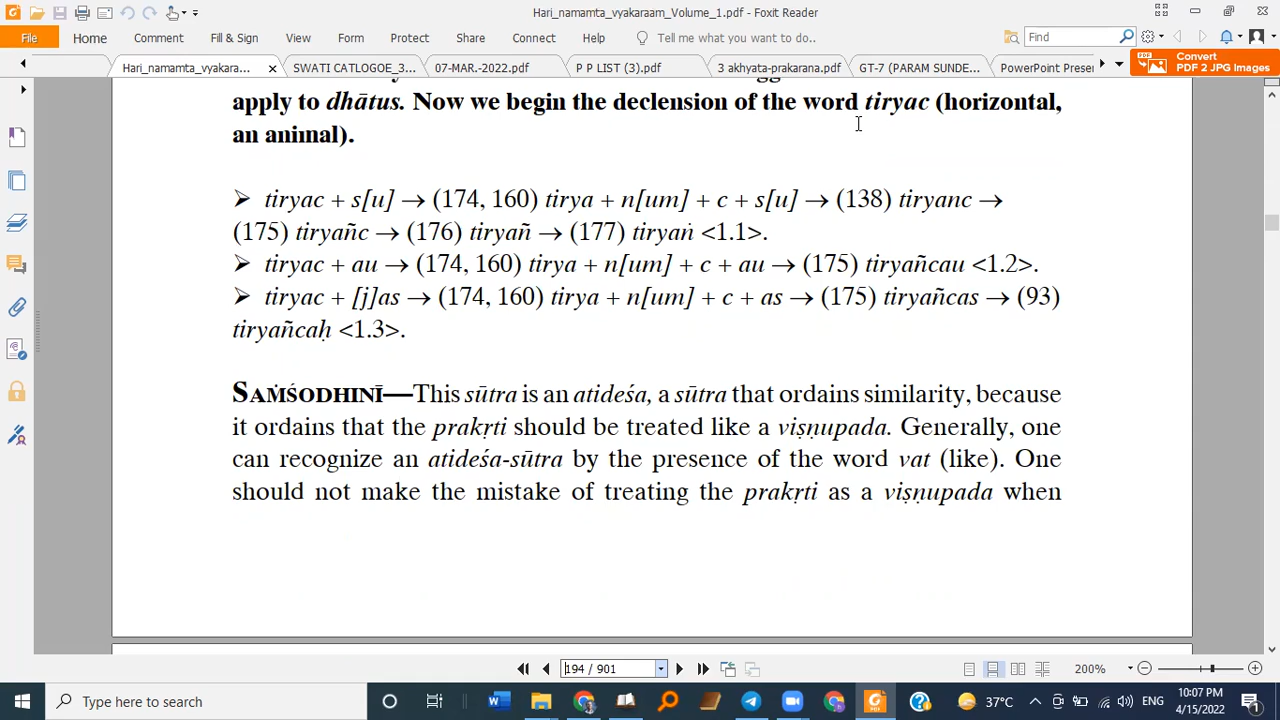 Hari_namamta_vyakaraam_Volume_1.pdf - Foxit Reader
File Home Comment Fill & Sign View Form Protect Share Connect Help Tell me what you want to do.. Find
Hari_namamta_vyakara... SWATI CATLOGOE_3... 7-MAR.-2022.pdf P P LIST (3).pdf 3 akhyata-prakarana.pdf GT-7 (PARAM SUNDE... PowerPoint Presen Convert PDF 2 JPG Images
apply to dhātus. Now we begin the declension of the word tiryac (horizontal,
an animal).
➢ tiryac + s[u] → (174, 160) tirya + n[um] + c + s[u] → (138) tiryanc →
(175) tiryañc → (176) tiryañ → (177) tiryaṅ <1.1>.
➢ tiryac + au → (174, 160) tirya + n[um] + c + au → (175) tiryañcau <1.2>.
➢ tiryac + [j]as → (174, 160) tirya + n[um] + c + as → (175) tiryañcas → (93)
tiryañcaḥ <1.3>.
SAṀŚODHINĪ—This sūtra is an atideśa, a sūtra that ordains similarity, because
it ordains that the prakṛti should be treated like a viṣṇupada. Generally, one
can recognize an atideśa-sūtra by the presence of the word vat (like). One
should not make the mistake of treating the prakṛti as a viṣṇupada when
194 / 901 200%
Type here to search 37°C ENG 10:07 PM
4/15/2022